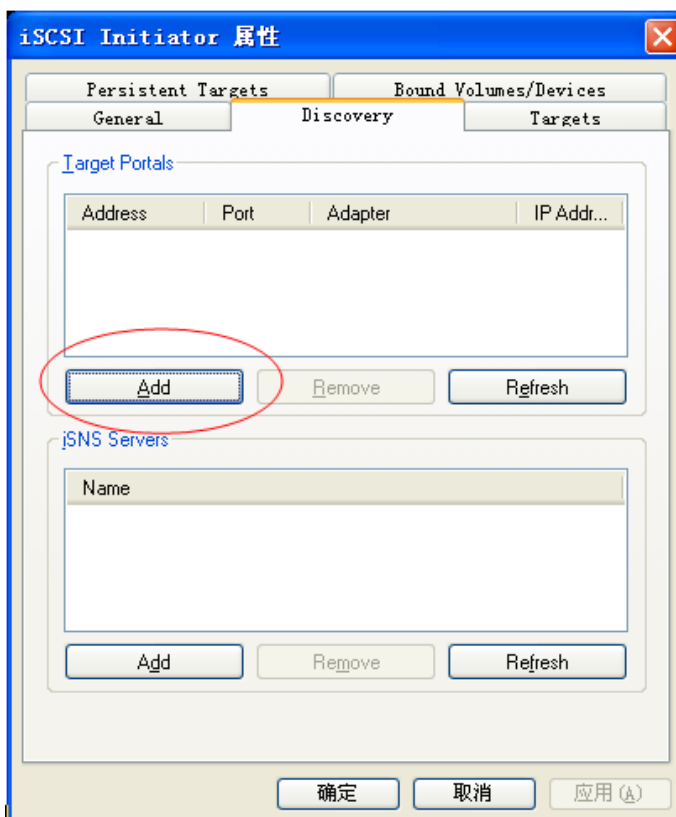 iSCSI Initiator 属性
Persistent Targets Bound Volumes/Devices
General Discovery Targets
Target Portals
Address Port Adapter IP Addr...
Add Remove Refresh
iSNS Servers
Name
Add Remove Refresh
确定 取消 应用(A)